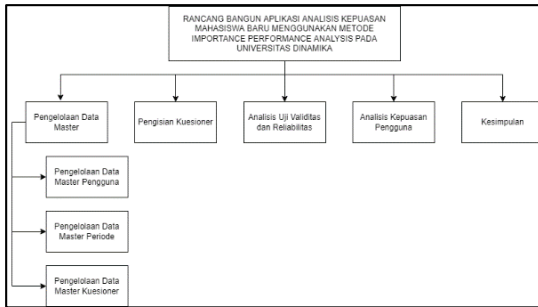 RANCANG BANGUN APLIKASI ANALISIS KEPUASAN
MAHASISWA BARU MENGGUNAKAN METODE
IMPORTANCE PERFORMANCE ANALYSIS PADA
UNIVERSITAS DINAMIKA
Pengelolaan Data
Master
Pengisian Kuesioner
Analisis Uji Validitas
dan Reliabilitas
Analisis Kepuasan
Pengguna
Kesimpulan
Pengelolaan Data
Master Pengguna
Pengelolaan Data
Master Periode
Pengelolaan Data
Master Kuesioner